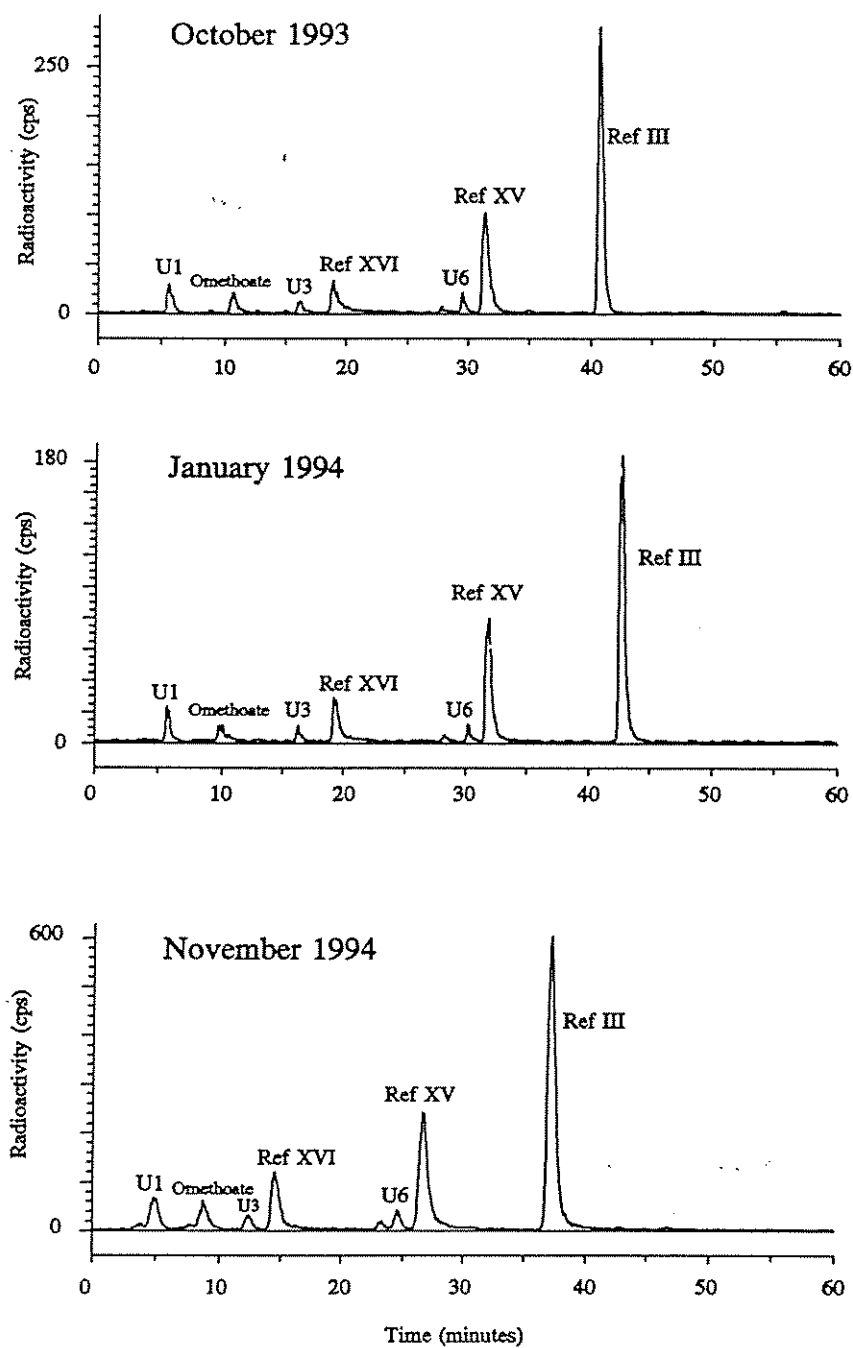 October 1993
250
Radioactivity (cps)
Ref III
Ref XV
U1
Omethoate
U3
Ref XVI
U6
0
0 10 20 30 40 50 60
January 1994
180
Radioactivity (cps)
Ref III
Ref XV
U1
Omethoate
U3
Ref XVI
U6
0
0 10 20 30 40 50 60
November 1994
600
Radioactivity (cps)
Ref III
Ref XV
Ref XVI
U1
Omethoate
U3
U6
0
0 10 20 30 40 50 60
Time (minutes)